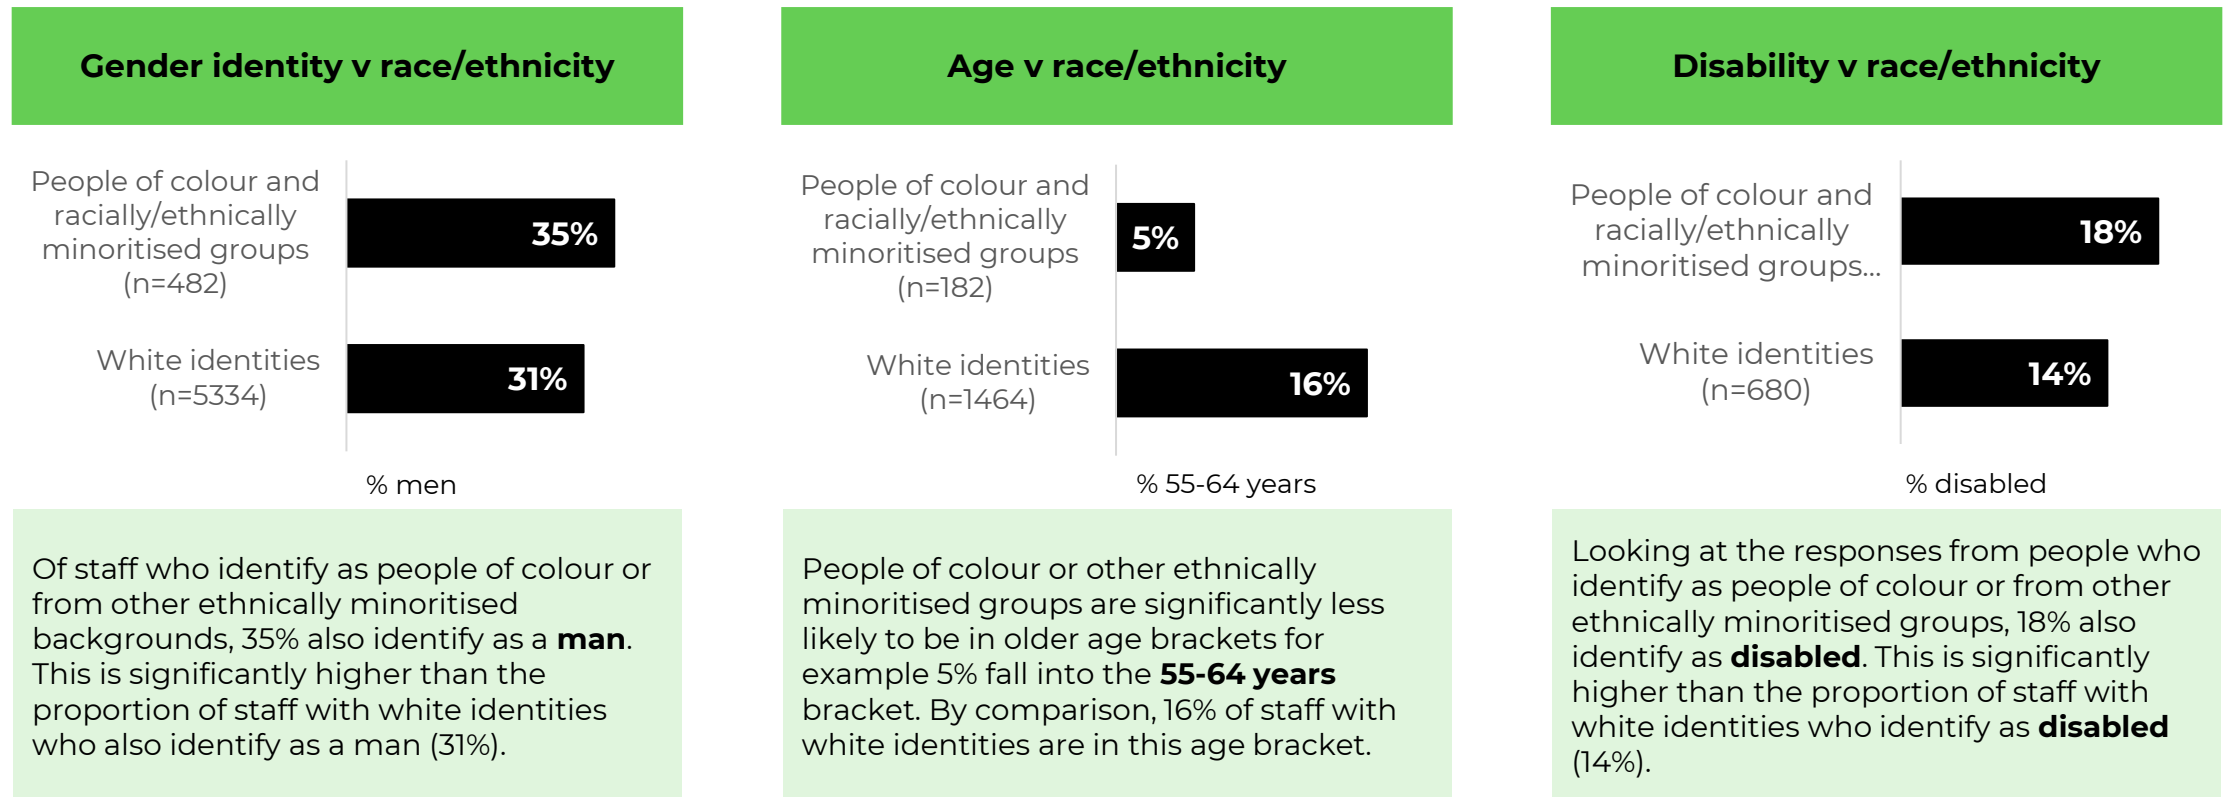 Gender identity v race/ethnicity
People of colour and
racially/ethnically
minoritised groups
(n=482)
35%
White identities
(n=5334)
31%
% men
Of staff who identify as people of colour or
from other ethnically minoritised
backgrounds, 35% also identify as a man.
This is significantly higher than the
proportion of staff with white identities
who also identify as a man (31%).
Age v race/ethnicity
People of colour and
racially/ethnically
minoritised groups
(n=182)
5%
White identities
(n=1464)
16%
% 55-64 years
People of colour or other ethnically
minoritised groups are significantly less
likely to be in older age brackets for
example 5% fall into the 55-64 years
bracket. By comparison, 16% of staff with
white identities are in this age bracket.
Disability v race/ethnicity
People of colour and
racially/ethnically
minoritised groups...
18%
White identities
(n=680)
14%
% disabled
Looking at the responses from people who
identify as people of colour or from other
ethnically minoritised groups, 18% also
identify as disabled. This is significantly
higher than the proportion of staff with
white identities who identify as disabled
(14%).